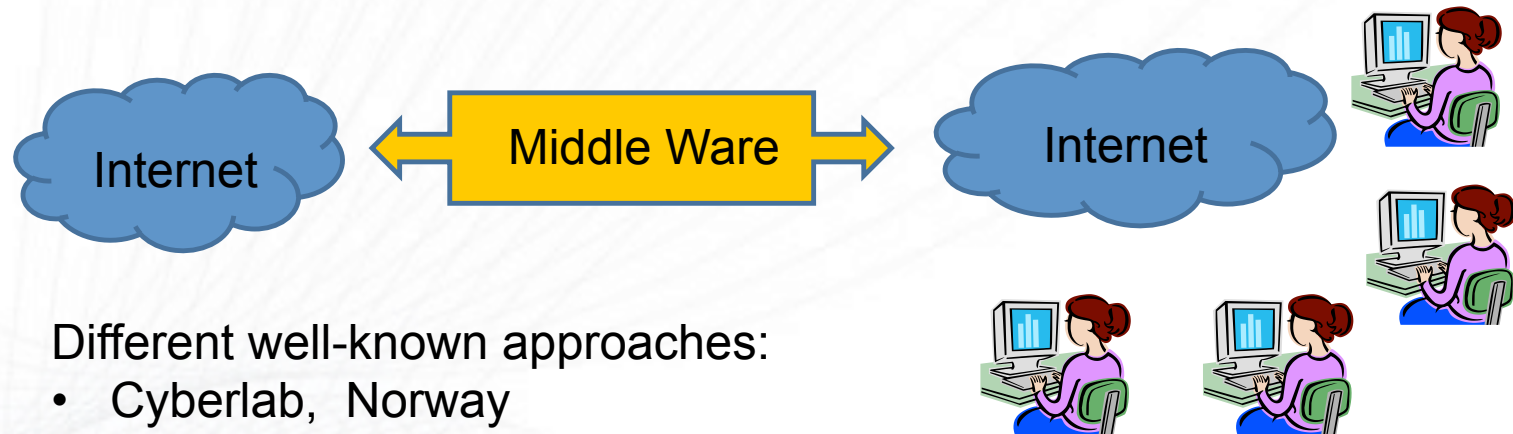 Internet
Middle Ware
Internet
Different well-known approaches:
• Cyberlab, Norway